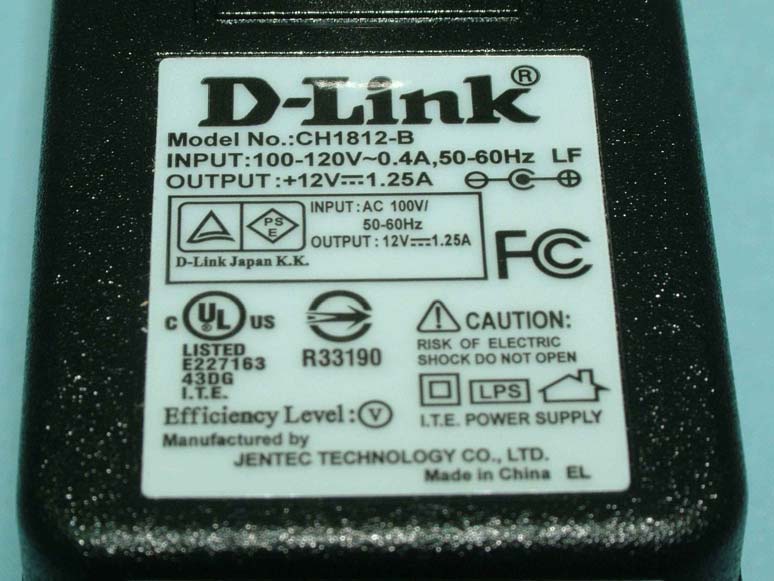 D-Link®
Model No.:CH1812-B
INPUT:100-120V~0.4A,50-60Hz LF
OUTPUT:+12V⎓1.25A
PS
E
INPUT:AC 100V/
50-60Hz
OUTPUT:12V⎓1.25A
D-Link Japan K.K.
FC
c UL US
LISTED
E227163
43DG
I.T.E.
R33190
CAUTION:
RISK OF ELECTRIC
SHOCK DO NOT OPEN
LPS
I.T.E. POWER SUPPLY
Efficiency Level:V
Manufactured by
JENTEC TECHNOLOGY CO., LTD.
Made in China EL